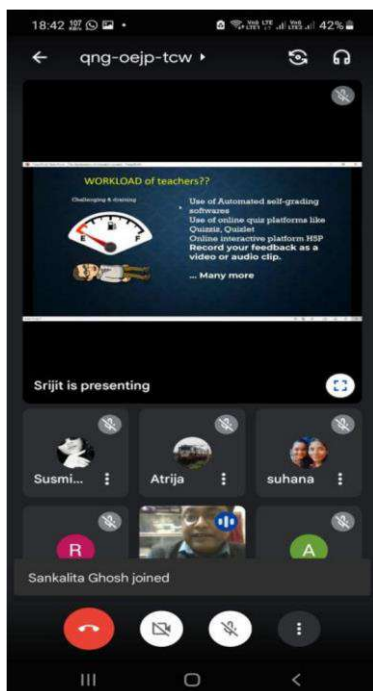 18:42
42%
qng-oejp-tcw
WORKLOAD of teachers??
Challenging & draining
Use of Automated self-grading
softwares
Use of online quiz platforms like
Quizziz, Quizlet
Online interactive platform H5P
Record your feedback as a
video or audio clip.
... Many more
E F
Srijit is presenting
Susmi...
Atrija
suhana
R
A
Sankalita Ghosh joined